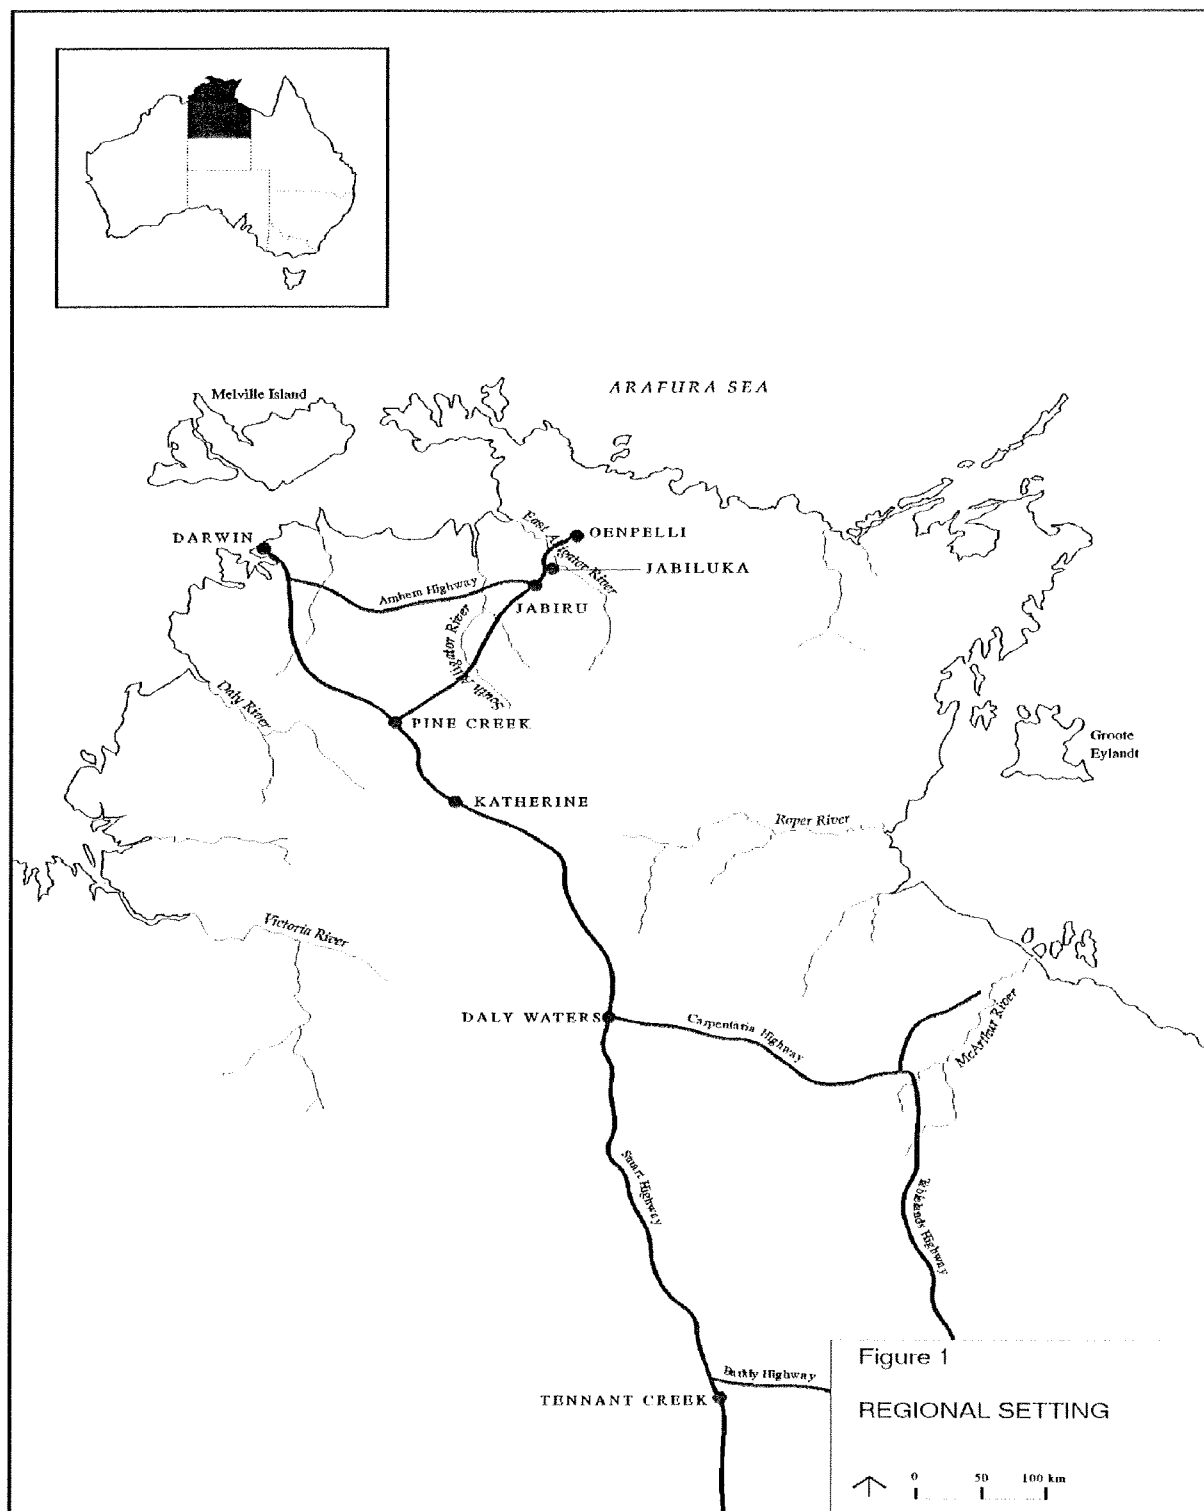 Melville Island
ARAFURA SEA
DARWIN
East Alligator River
OENPELLI
JABILUKA
Arnhem Highway
JABIRU
South Alligator River
Daly River
PINE CREEK
Groote
Eylandt
KATHERINE
Roper River
Victoria River
DALY WATERS
Carpentaria Highway
McArthur River
Stuart Highway
Tablelands Highway
Barkly Highway
TENNANT CREEK
Figure 1
REGIONAL SETTING
0 50 100 km